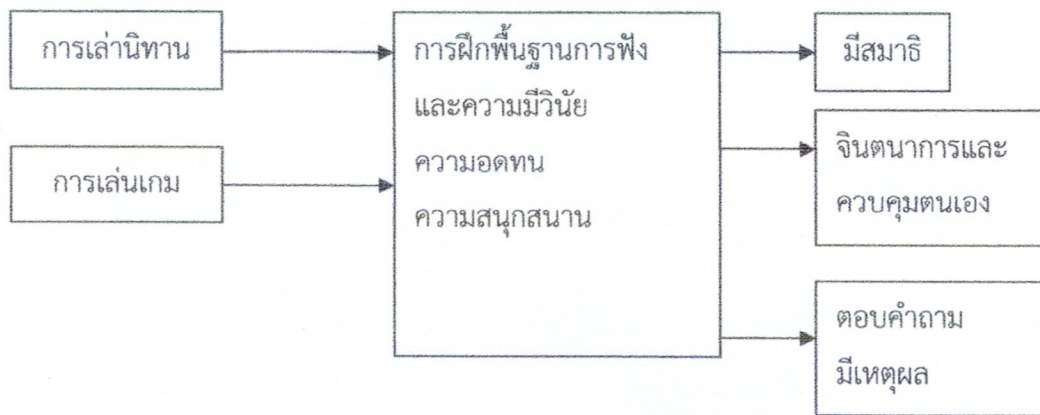 การเล่านิทาน
การเล่นเกม
การฝึกพื้นฐานการฟัง
และความมีวินัย
ความอดทน
ความสนุกสนาน
มีสมาธิ
จินตนาการและ
ควบคุมตนเอง
ตอบคำถาม
มีเหตุผล